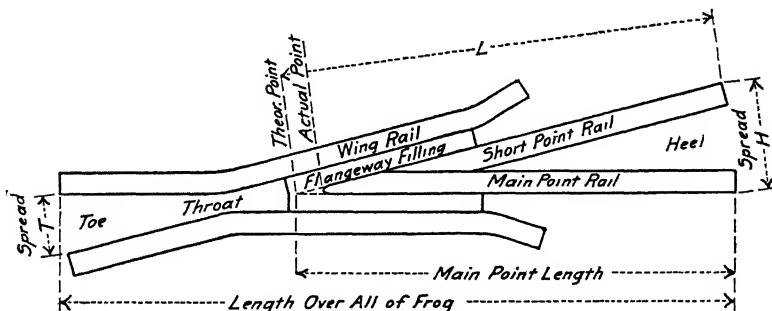 L
Theor. Point
Actual Point
Wing Rail
Flangeway Filling
Short Point Rail
Heel
Spread
H
Main Point Rail
Spread
T
Toe
Throat
Main Point Length
Length Over All of Frog